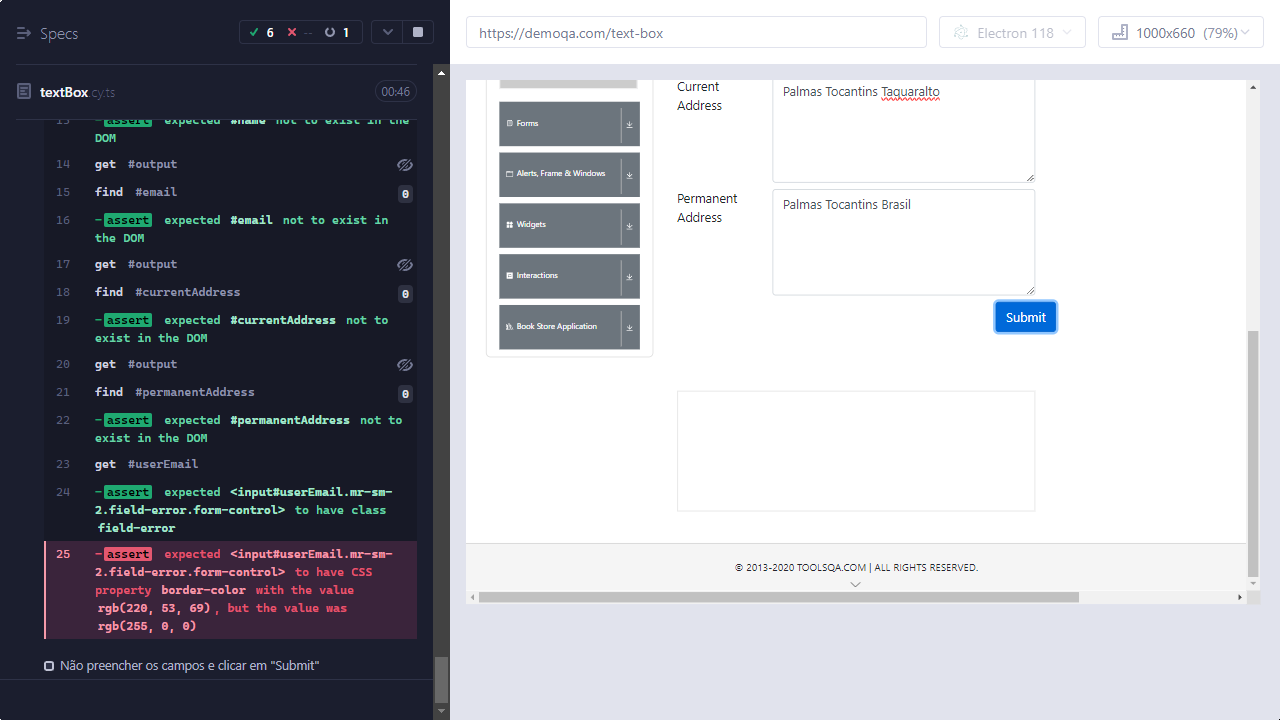 Specs
6
--
1
textBox.cy.ts
00:46
13 -assert expected #name not to exist in the
DOM
14 get #output
15 find #email
0
16 -assert expected #email not to exist in
the DOM
17 get #output
18 find #currentAddress
0
19 -assert expected #currentAddress not to
exist in the DOM
20 get #output
21 find #permanentAddress
0
22 -assert expected #permanentAddress not to
exist in the DOM
23 get #userEmail
24 -assert expected <input#userEmail.mr-sm-
2.field-error.form-control> to have class
field-error
25 -assert expected <input#userEmail.mr-sm-
2.field-error.form-control> to have CSS
property border-color with the value
rgb(220, 53, 69), but the value was
rgb(255, 0, 0)
Não preencher os campos e clicar em "Submit"
https://demoqa.com/text-box
Electron 118
1000x660 (79%)
Forms
Alerts, Frame & Windows
Widgets
Interactions
Book Store Application
Current
Address
Palmas Tocantins Taquaralto
Permanent
Address
Palmas Tocantins Brasil
Submit
© 2013-2020 TOOLSQA.COM | ALL RIGHTS RESERVED.